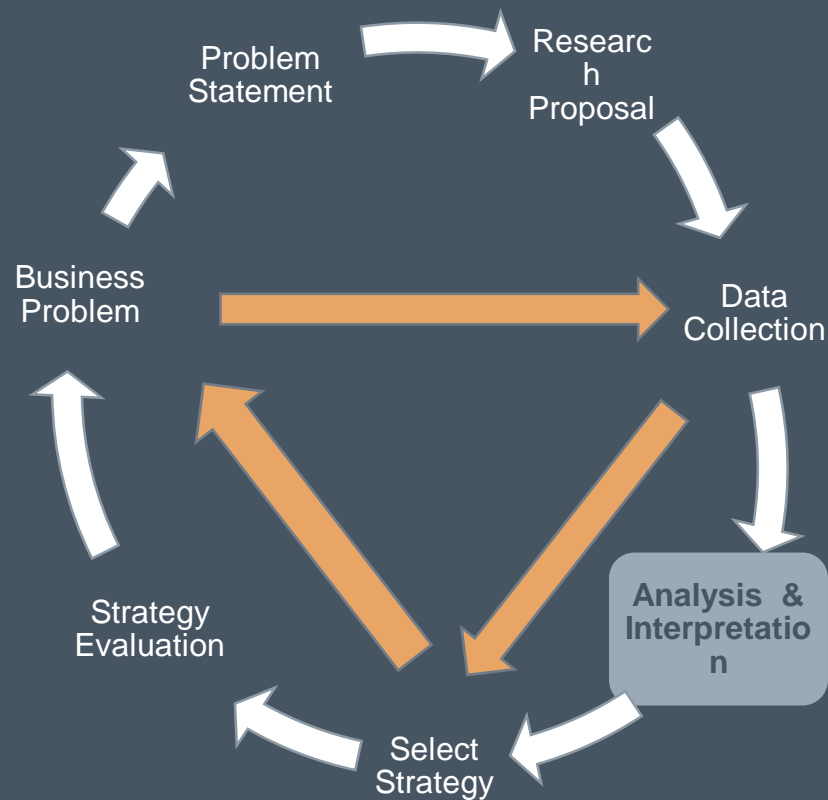 Problem
Statement
Researc
h
Proposal
Business
Problem
Data
Collection
Analysis &
Interpretatio
n
Strategy
Evaluation
Select
Strategy